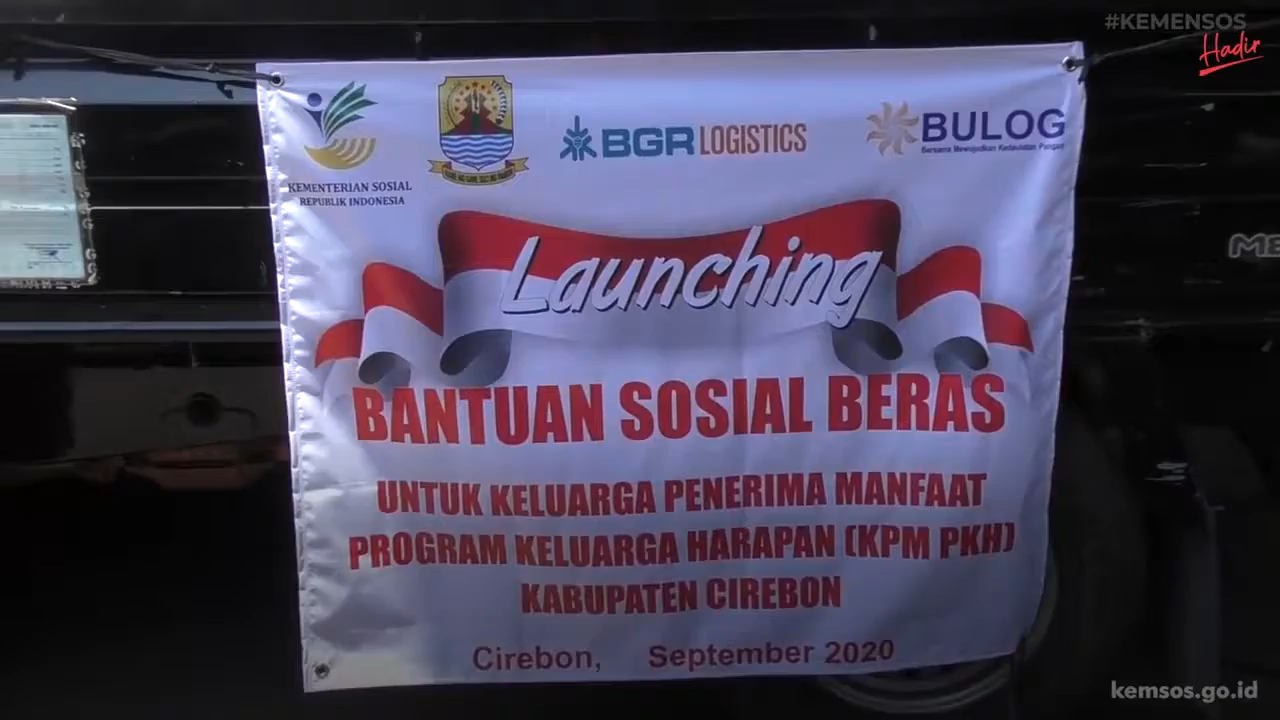 #KEMENSOS
Hadir
KEMENTERIAN SOSIAL
REPUBLIK INDONESIA
BGR LOGISTICS
BULOG
Bersama Mewujudkan Kedaulatan Pangan
Launching
BANTUAN SOSIAL BERAS
UNTUK KELUARGA PENERIMA MANFAAT
PROGRAM KELUARGA HARAPAN (KPM PKH)
KABUPATEN CIREBON
Cirebon, September 2020
kemsos.go.id